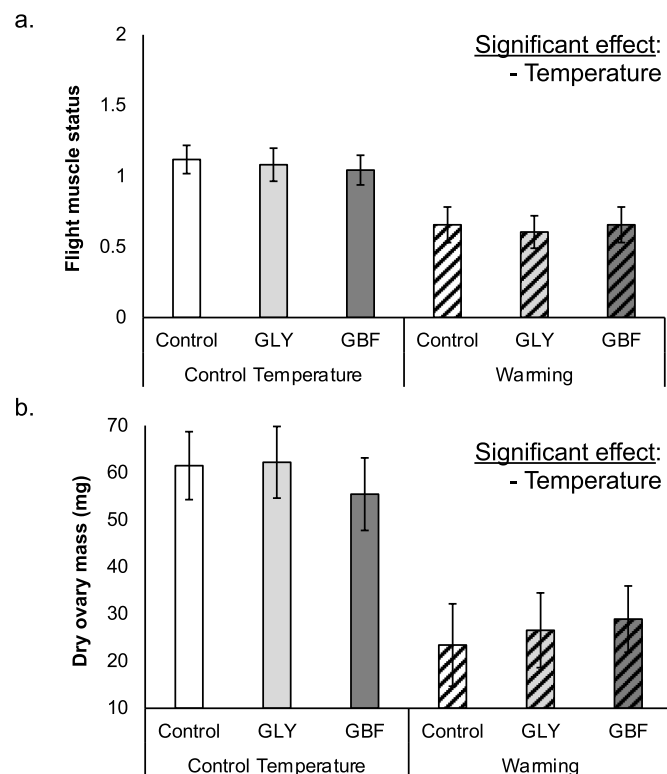 a.
2
1.5
1
0.5
0
Flight muscle status
Significant effect:
- Temperature
Control GLY GBF Control GLY GBF
Control Temperature Warming
b.
70
60
50
40
30
20
10
Dry ovary mass (mg)
Significant effect:
- Temperature
Control GLY GBF Control GLY GBF
Control Temperature Warming